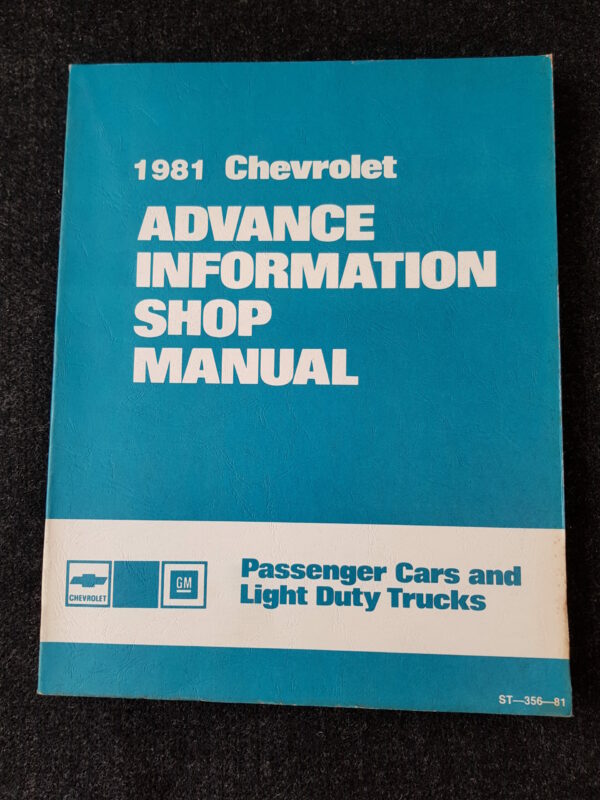 1981 Chevrolet
ADVANCE
INFORMATION
SHOP
MANUAL
CHEVROLET
GM
Passenger Cars and
Light Duty Trucks
ST—356—81